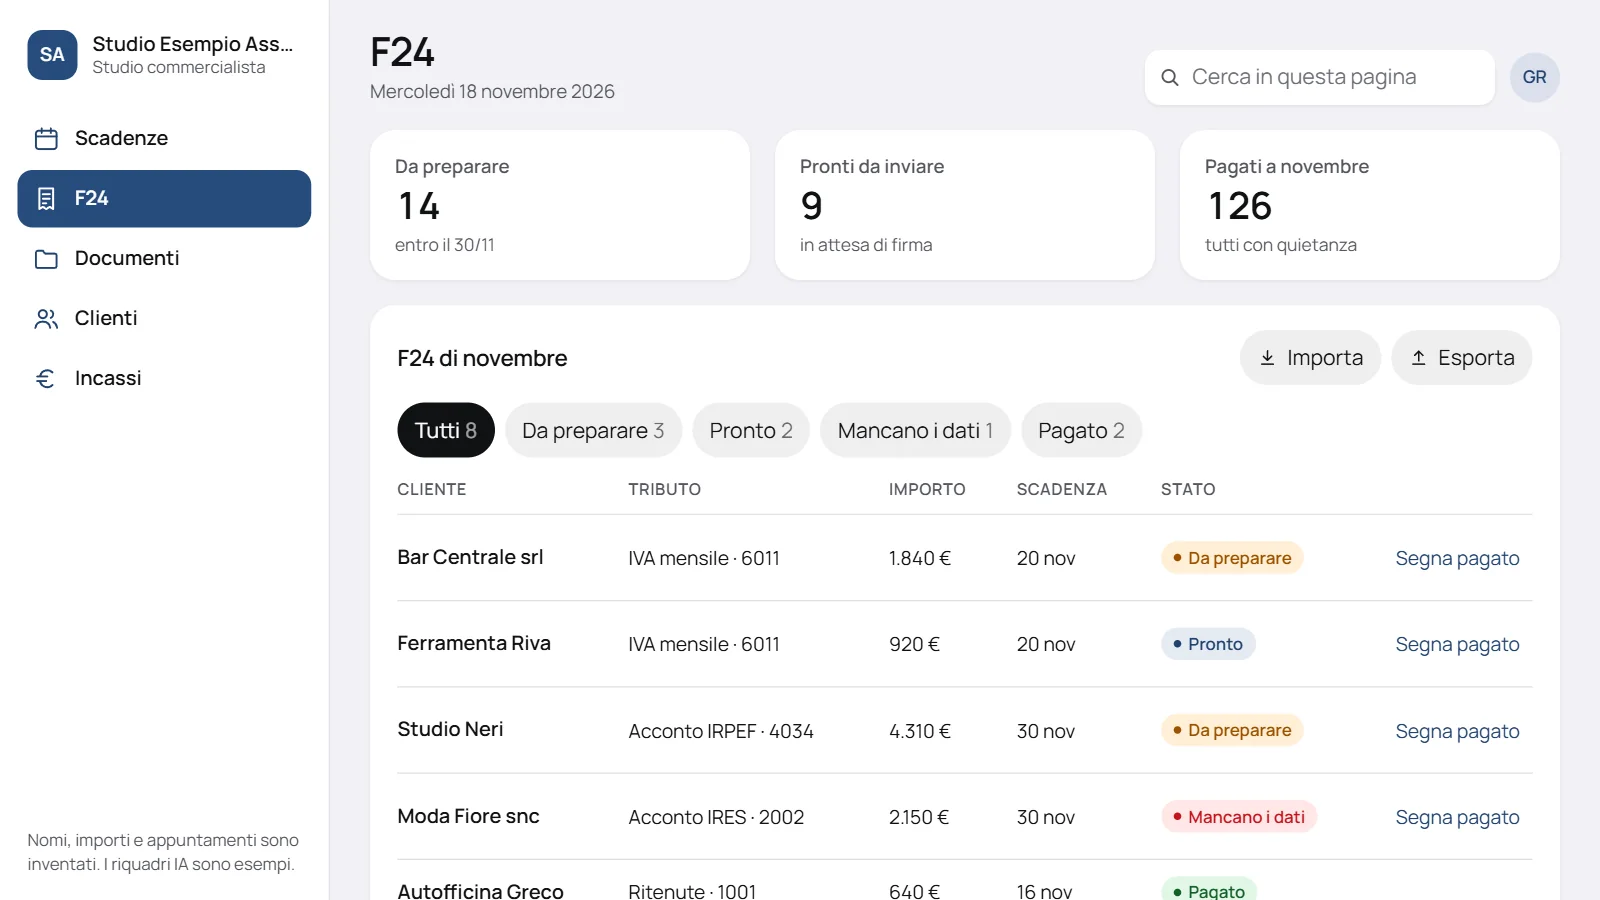 SA
Studio Esempio Ass…
Studio commercialista
Scadenze
F24
Documenti
Clienti
Incassi
Nomi, importi e appuntamenti sono
inventati. I riquadri IA sono esempi.
F24
Mercoledì 18 novembre 2026
Cerca in questa pagina
GR
Da preparare
14
entro il 30/11
Pronti da inviare
9
in attesa di firma
Pagati a novembre
126
tutti con quietanza
F24 di novembre
Importa
Esporta
Tutti 8
Da preparare 3
Pronto 2
Mancano i dati 1
Pagato 2
CLIENTE TRIBUTO IMPORTO SCADENZA STATO
Bar Centrale srl IVA mensile · 6011 1.840 € 20 nov Da preparare Segna pagato
Ferramenta Riva IVA mensile · 6011 920 € 20 nov Pronto Segna pagato
Studio Neri Acconto IRPEF · 4034 4.310 € 30 nov Da preparare Segna pagato
Moda Fiore snc Acconto IRES · 2002 2.150 € 30 nov Mancano i dati Segna pagato
Autofficina Greco Ritenute · 1001 640 € 16 nov Pagato